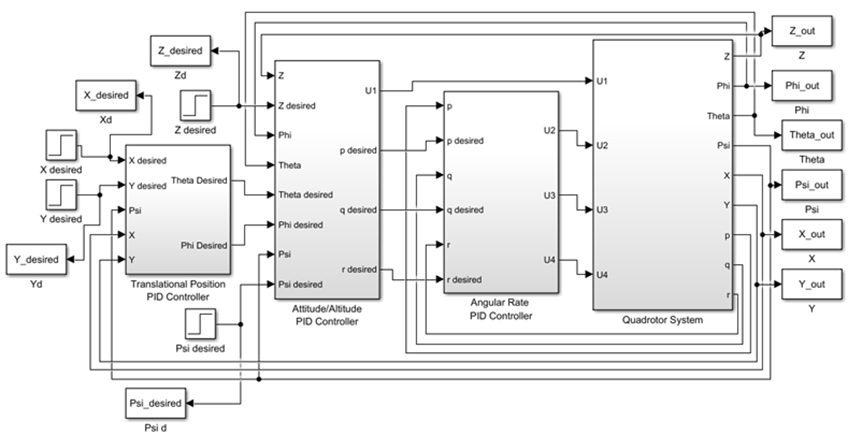 Z_desired
Zd
X_desired
Xd
Z desired
X desired
Y desired
Y_desired
Yd
X desired
Y desired
Psi
X
Y
Theta Desired
Phi Desired
Translational Position
PID Controller
Psi desired
Psi_desired
Psi d
Z
Z desired
Phi
Theta
Theta desired
Phi desired
Psi
Psi desired
U1
p desired
q desired
r desired
Attitude/Altitude
PID Controller
p
p desired
q
q desired
r
r desired
U2
U3
U4
Angular Rate
PID Controller
U1
U2
U3
U4
Z
Phi
Theta
Psi
X
Y
p
q
r
Quadrotor System
Z_out
Z
Phi_out
Phi
Theta_out
Theta
Psi_out
Psi
X_out
X
Y_out
Y